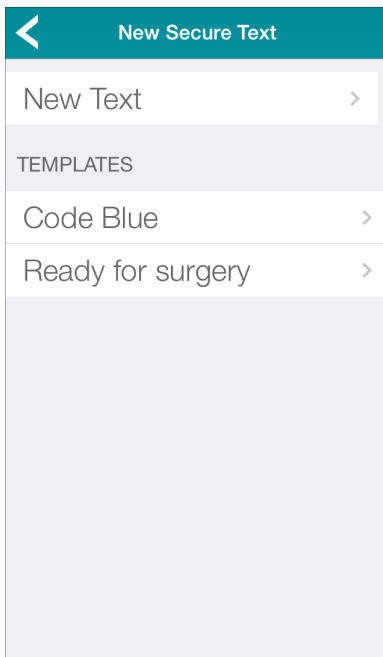 New Secure Text
New Text
TEMPLATES
Code Blue
Ready for surgery